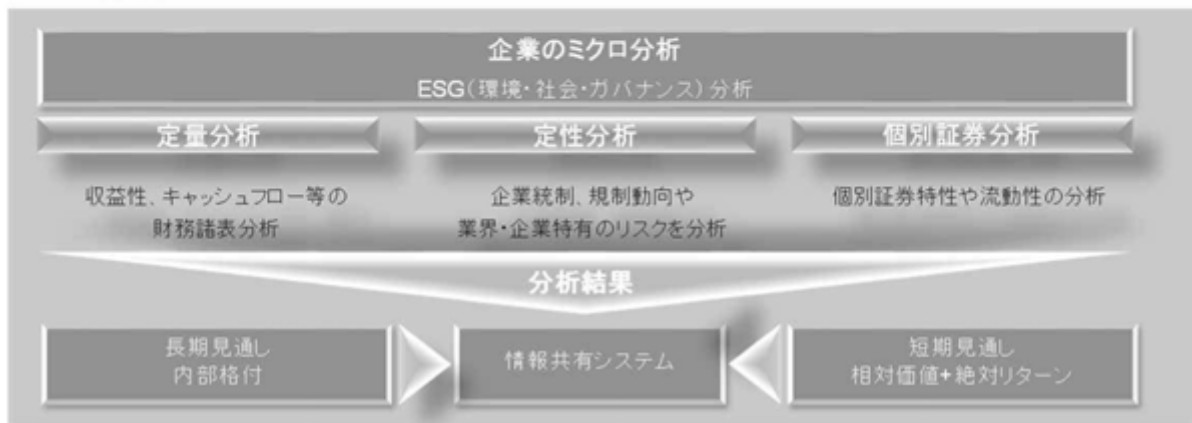 企業のミクロ分析
ESG(環境・社会・ガバナンス)分析
定量分析
収益性、キャッシュフロー等の
財務諸表分析
定性分析
企業統制、規制動向や
業界・企業特有のリスクを分析
個別証券分析
個別証券特性や流動性の分析
分析結果
長期見通し
内部格付
情報共有システム
短期見通し
相対価値+絶対リターン